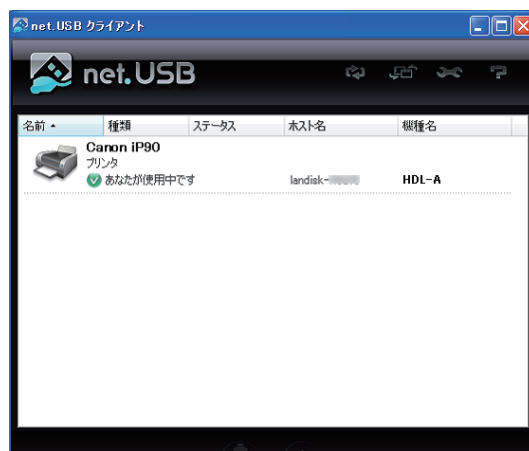 net.USB クライアント
net.USB
名前 種類 ステータス ホスト名 機種名
Canon iP90
プリンタ
あなたが使用中です landisk- HDL-A